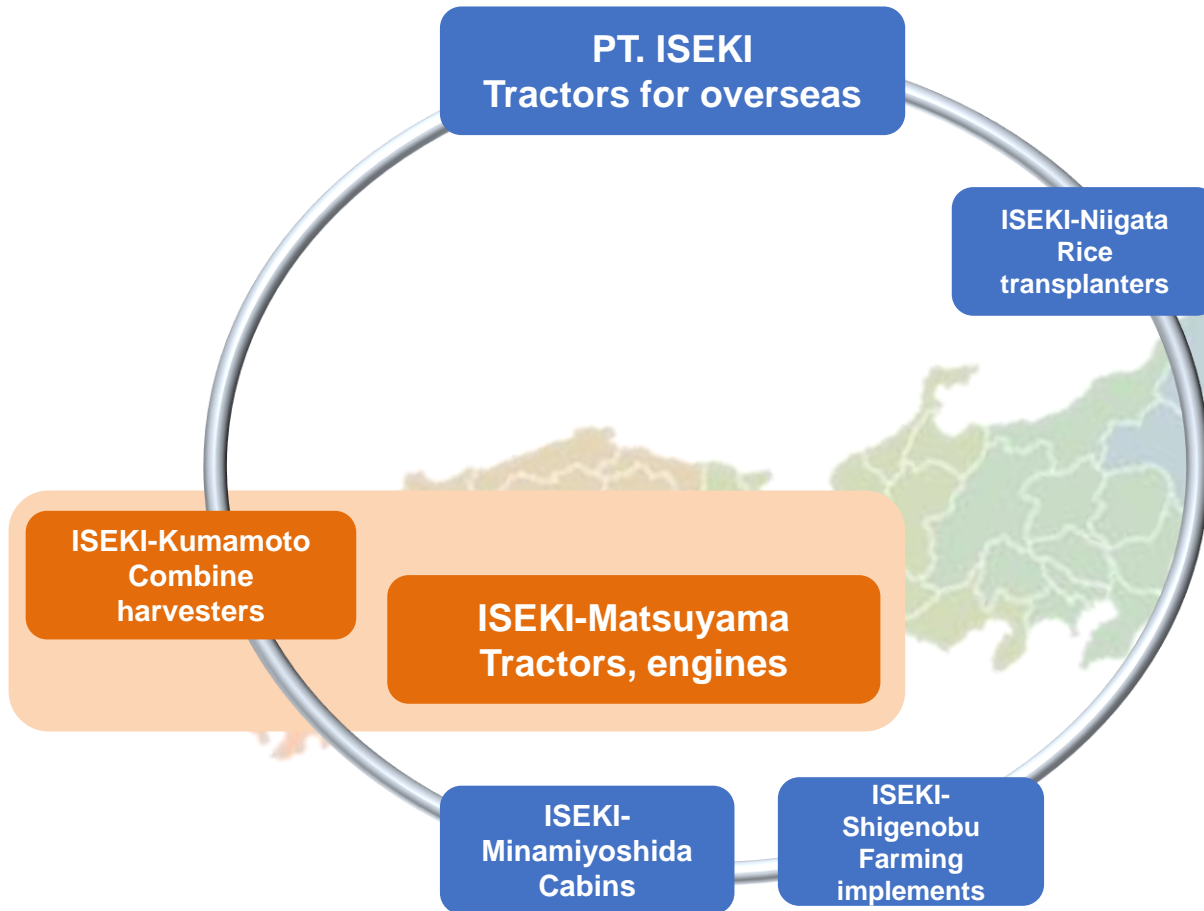 PT. ISEKI
Tractors for overseas
ISEKI-Niigata
Rice
transplanters
ISEKI-Kumamoto
Combine
harvesters
ISEKI-Matsuyama
Tractors, engines
ISEKI-
Minamiyoshida
Cabins
ISEKI-
Shigenobu
Farming
implements